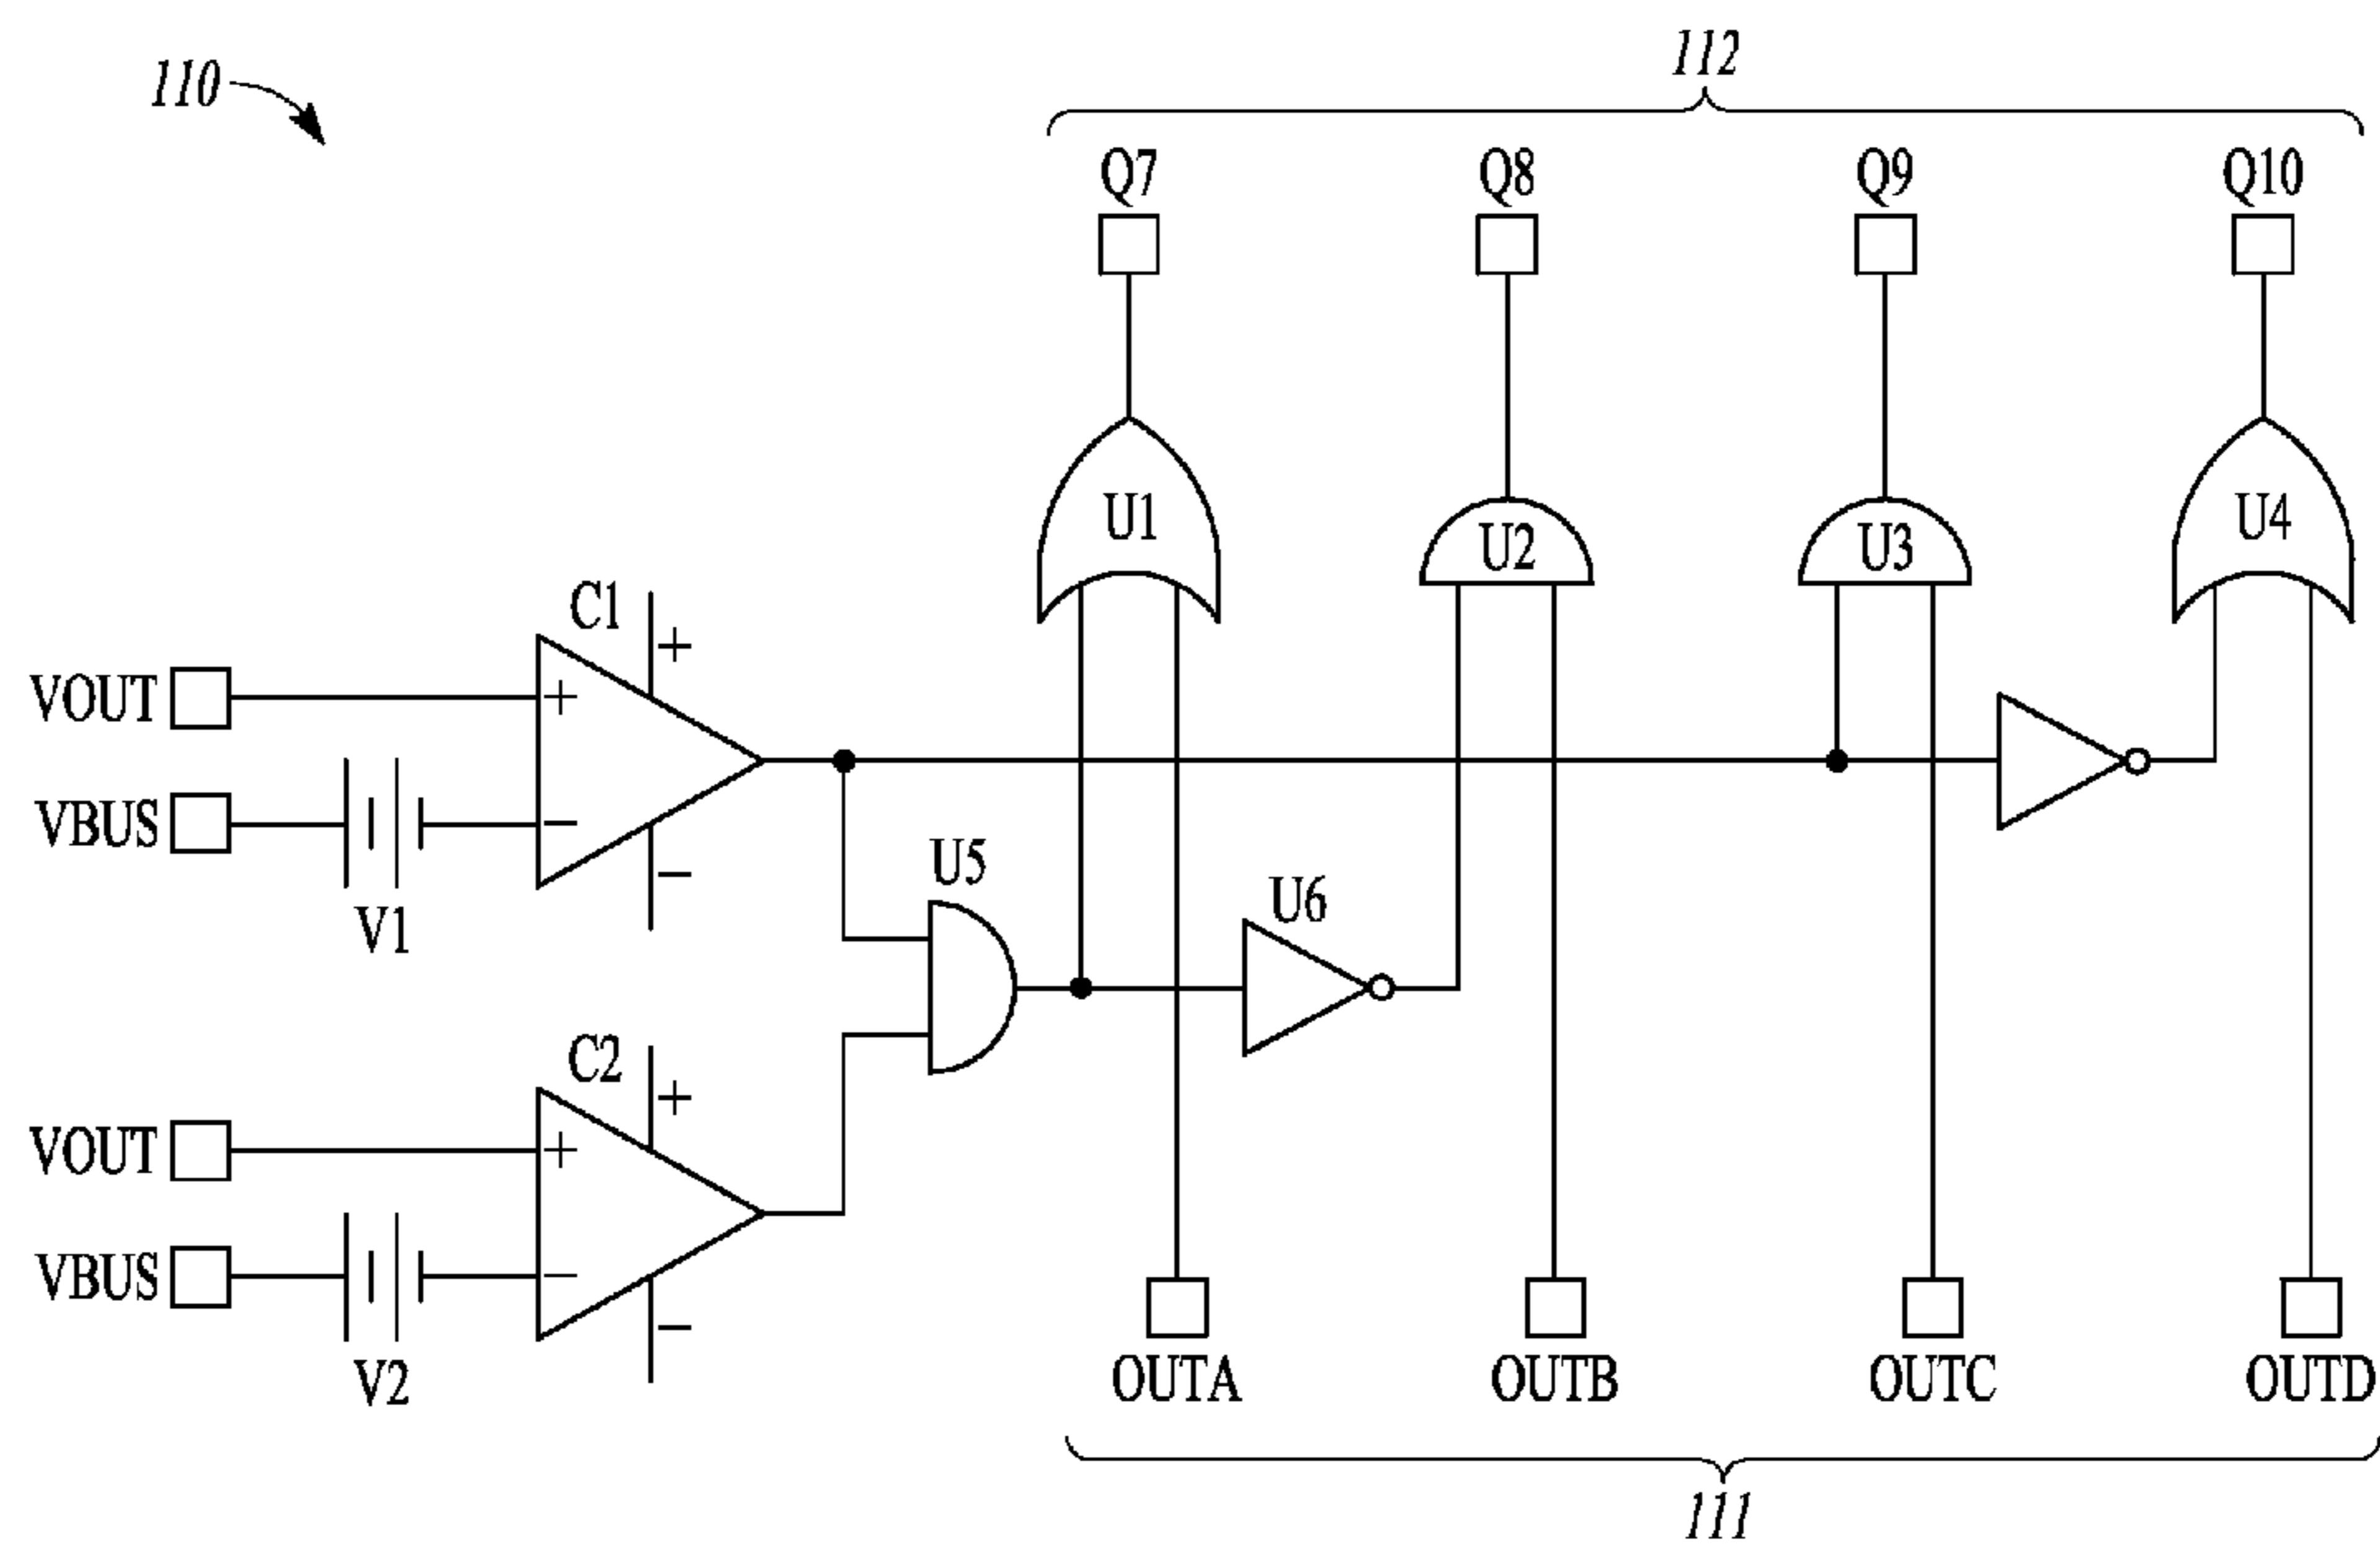 110
112
Q7 Q8 Q9 Q10
U1 U2 U3 U4
C1
+
VOUT +
VBUS −
−
V1
U5
U6
C2
+
VOUT +
VBUS −
−
V2
OUTA OUTB OUTC OUTD
111